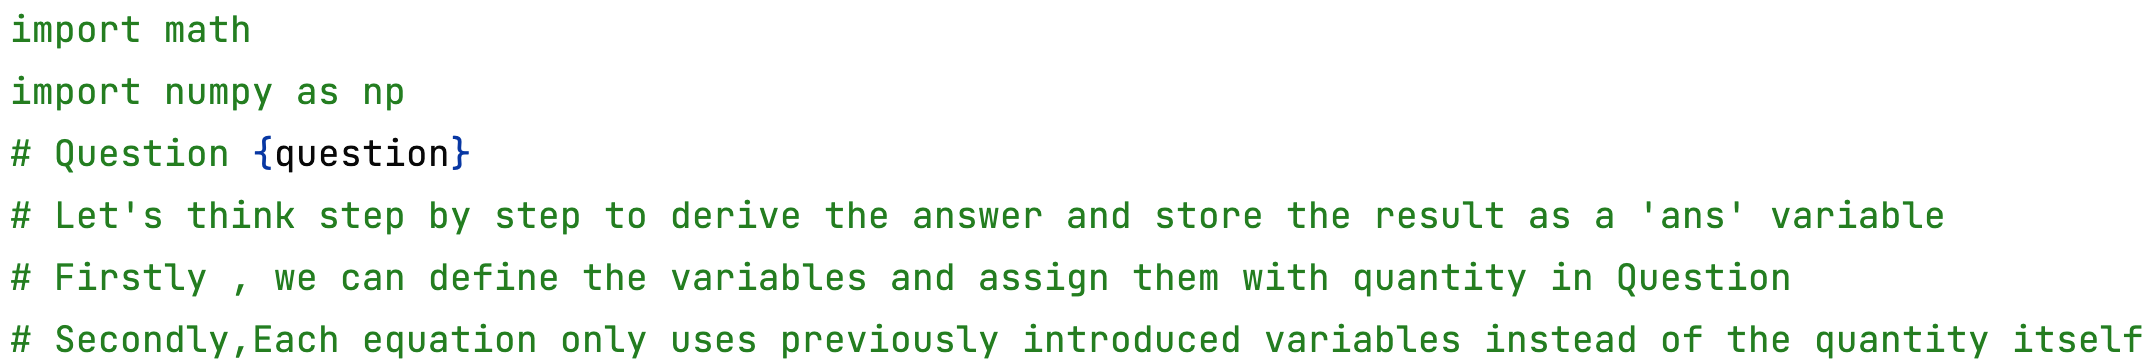 import math
import numpy as np
# Question {question}
# Let's think step by step to derive the answer and store the result as a 'ans' variable
# Firstly , we can define the variables and assign them with quantity in Question
# Secondly,Each equation only uses previously introduced variables instead of the quantity itself